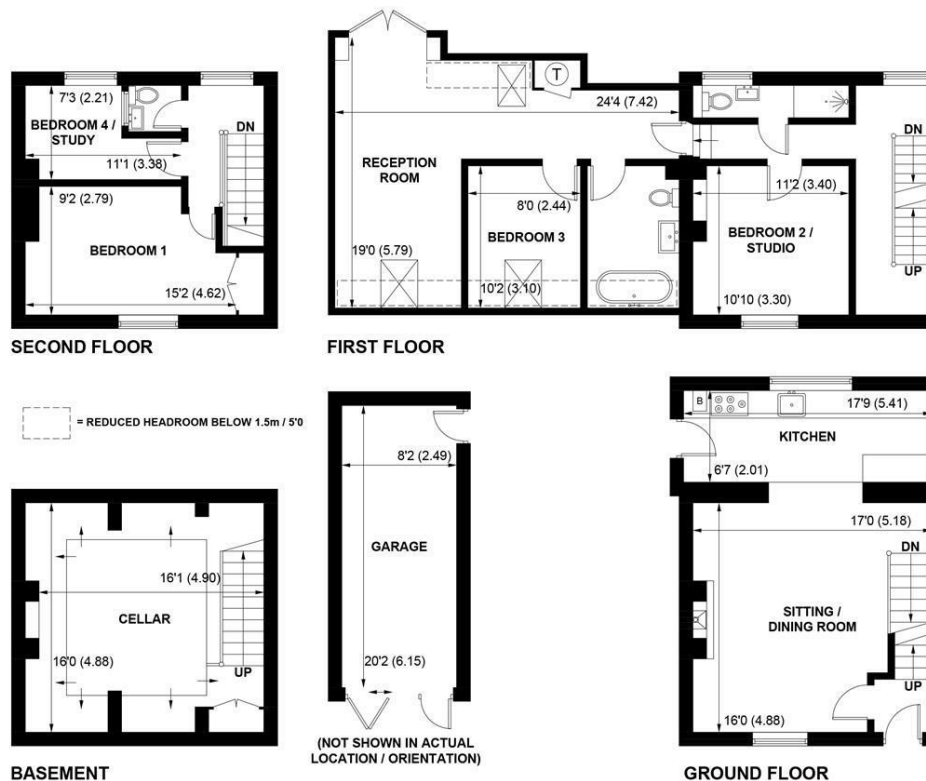 7'3 (2.21)
BEDROOM 4 /
STUDY
11'1 (3.38)
DN
9'2 (2.79)
BEDROOM 1
15'2 (4.62)
SECOND FLOOR
T
24'4 (7.42)
RECEPTION
ROOM
8'0 (2.44)
BEDROOM 3
19'0 (5.79)
10'2 (3.10)
11'2 (3.40)
BEDROOM 2 /
STUDIO
10'10 (3.30)
DN
UP
FIRST FLOOR
= REDUCED HEADROOM BELOW 1.5m / 5'0
16'1 (4.90)
CELLAR
16'0 (4.88)
UP
BASEMENT
8'2 (2.49)
GARAGE
20'2 (6.15)
(NOT SHOWN IN ACTUAL
LOCATION / ORIENTATION)
B
17'9 (5.41)
KITCHEN
6'7 (2.01)
17'0 (5.18)
DN
SITTING /
DINING ROOM
UP
16'0 (4.88)
GROUND FLOOR